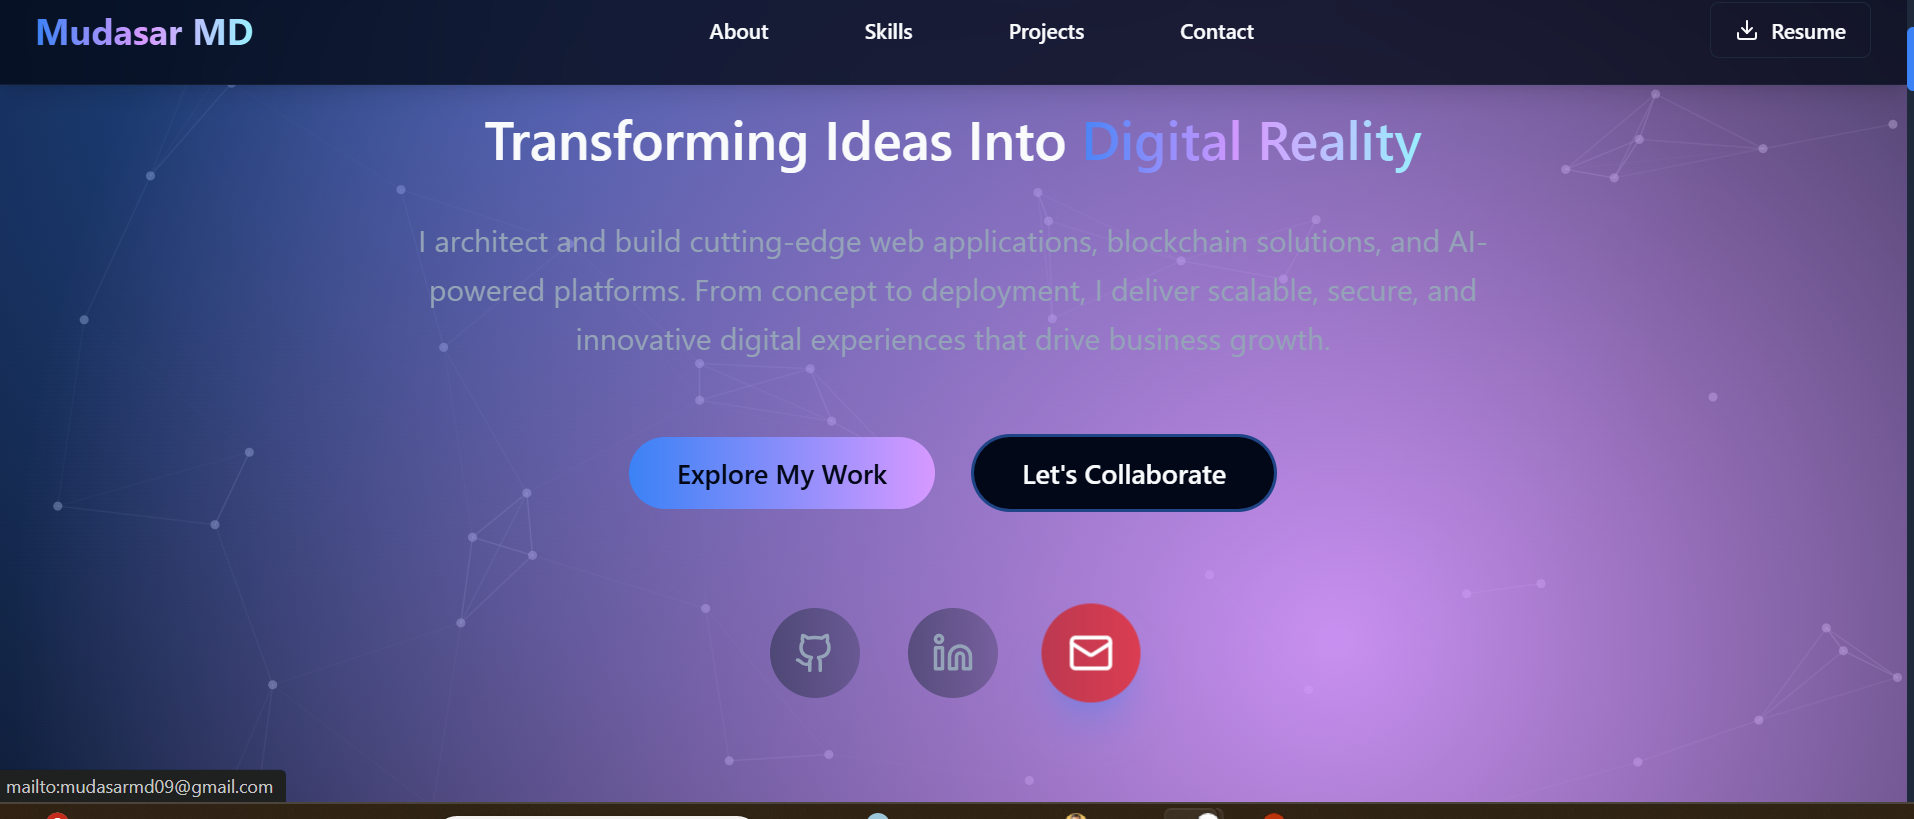 Mudasar MD
About
Skills
Projects
Contact
Resume
Transforming Ideas Into Digital Reality
I architect and build cutting-edge web applications, blockchain solutions, and AI-
powered platforms. From concept to deployment, I deliver scalable, secure, and
innovative digital experiences that drive business growth.
Explore My Work
Let's Collaborate
mailto:mudasarmd09@gmail.com